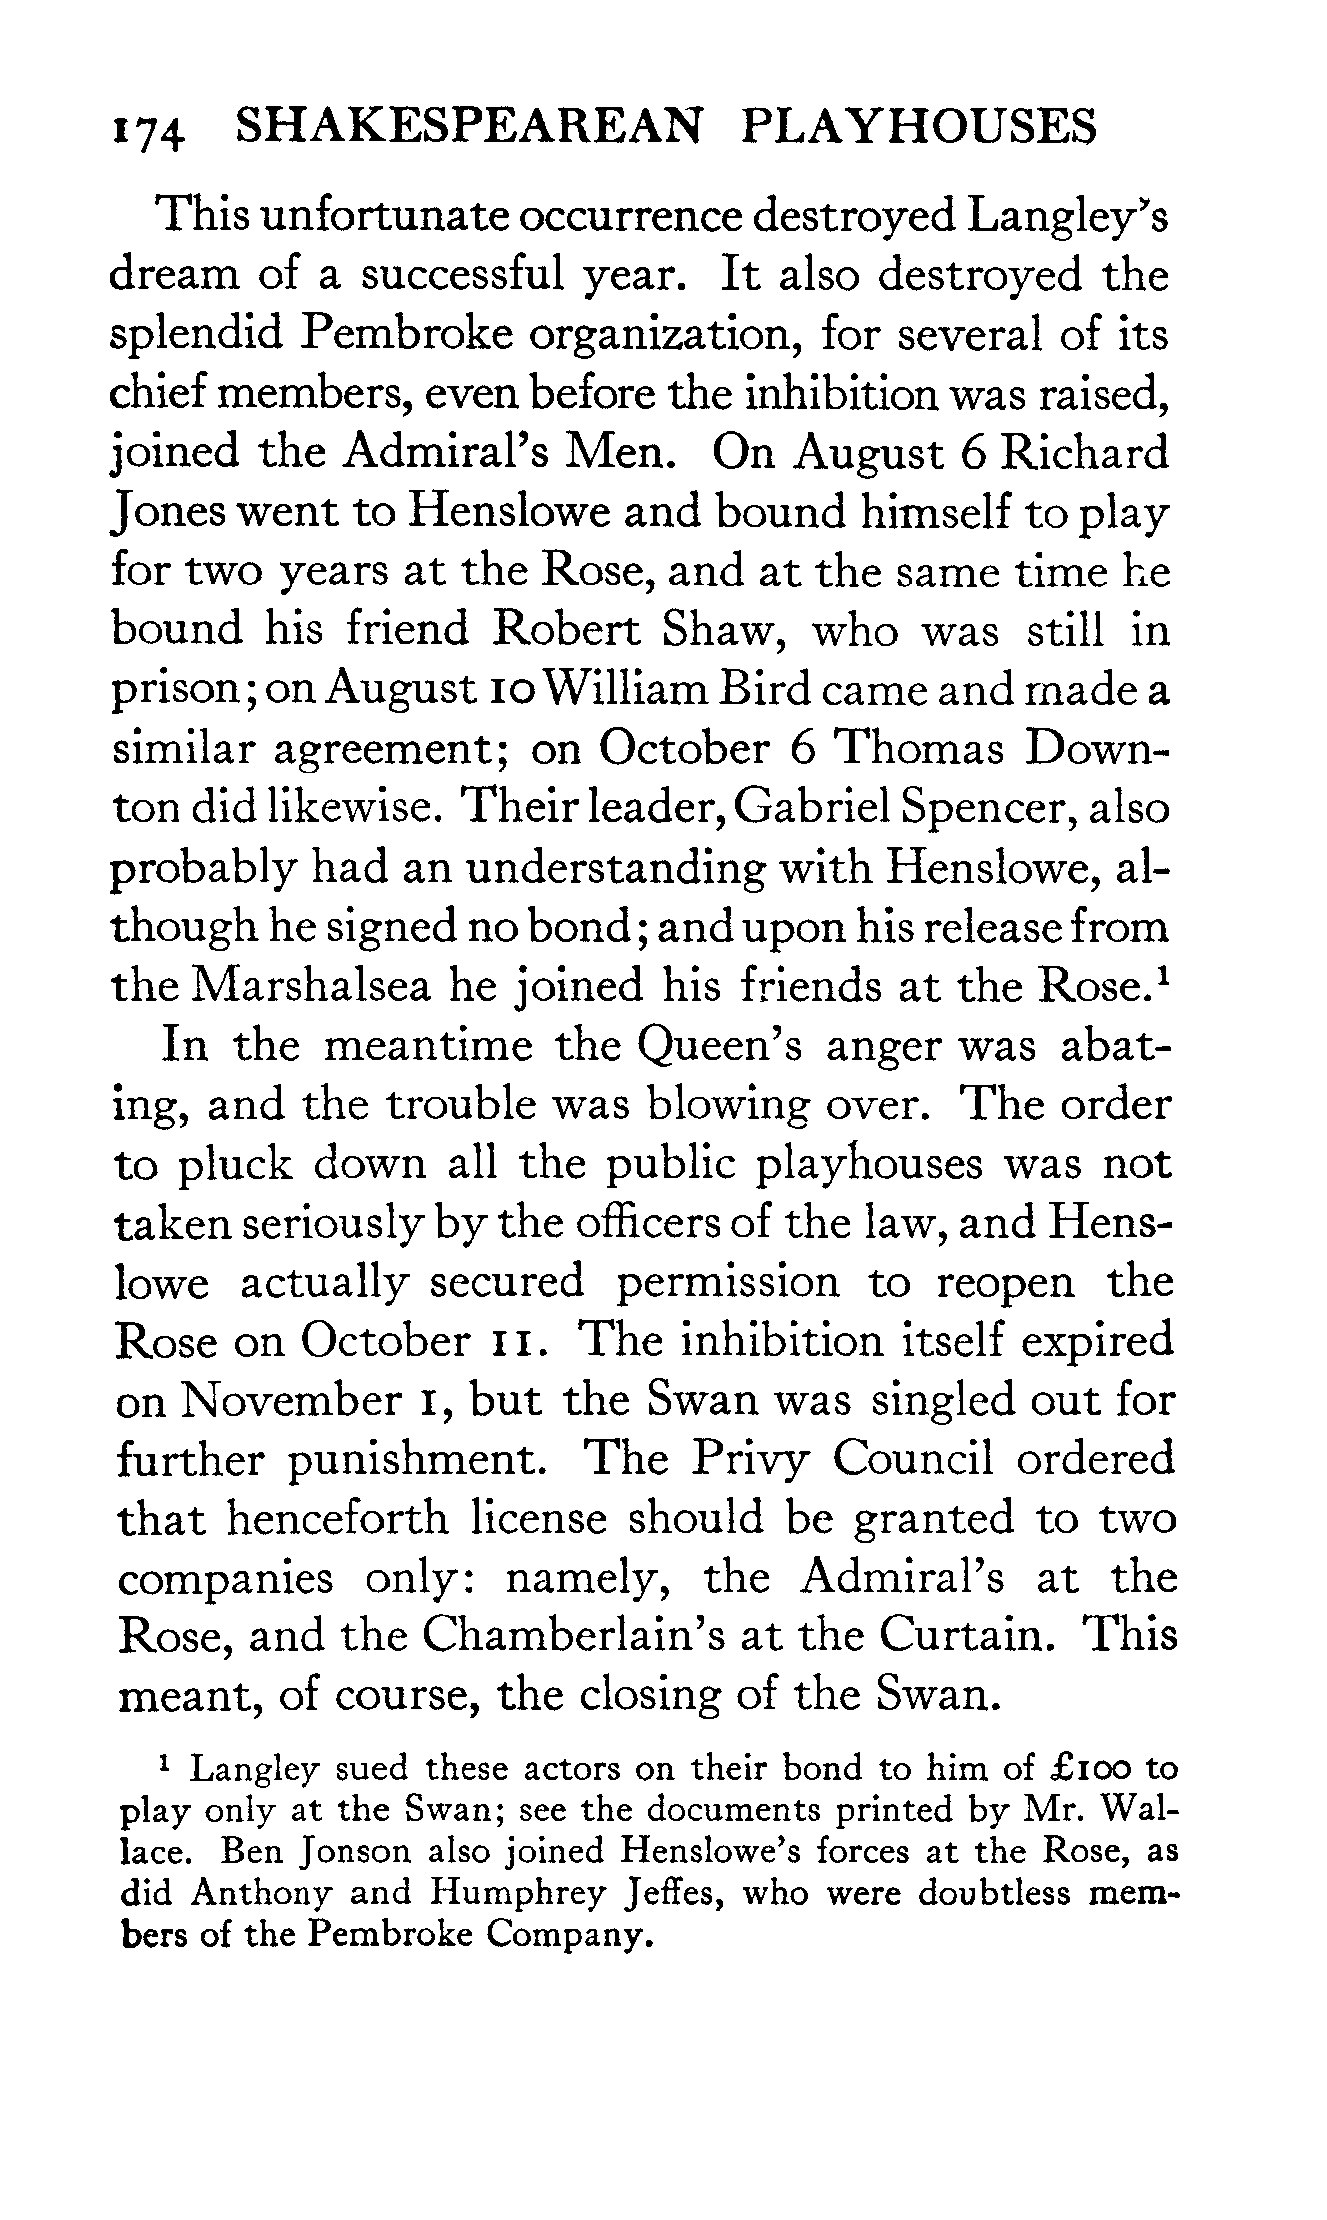 174 SHAKESPEAREAN PLAYHOUSES
This unfortunate occurrence destroyed Langley's
dream of a successful year. It also destroyed the
splendid Pembroke organization, for several of its
chief members, even before the inhibition was raised,
joined the Admiral's Men. On August 6 Richard
Jones went to Henslowe and bound himself to play
for two years at the Rose, and at the same time he
bound his friend Robert Shaw, who was still in
prison; on August 10 William Bird came and made a
similar agreement; on October 6 Thomas Down-
ton did likewise. Their leader, Gabriel Spencer, also
probably had an understanding with Henslowe, al-
though he signed no bond; and upon his release from
the Marshalsea he joined his friends at the Rose.¹
In the meantime the Queen's anger was abat-
ing, and the trouble was blowing over. The order
to pluck down all the public playhouses was not
taken seriously by the officers of the law, and Hens-
lowe actually secured permission to reopen the
Rose on October 11. The inhibition itself expired
on November 1, but the Swan was singled out for
further punishment. The Privy Council ordered
that henceforth license should be granted to two
companies only: namely, the Admiral's at the
Rose, and the Chamberlain's at the Curtain. This
meant, of course, the closing of the Swan.
¹ Langley sued these actors on their bond to him of £100 to
play only at the Swan; see the documents printed by Mr. Wal-
lace. Ben Jonson also joined Henslowe's forces at the Rose, as
did Anthony and Humphrey Jeffes, who were doubtless mem-
bers of the Pembroke Company.